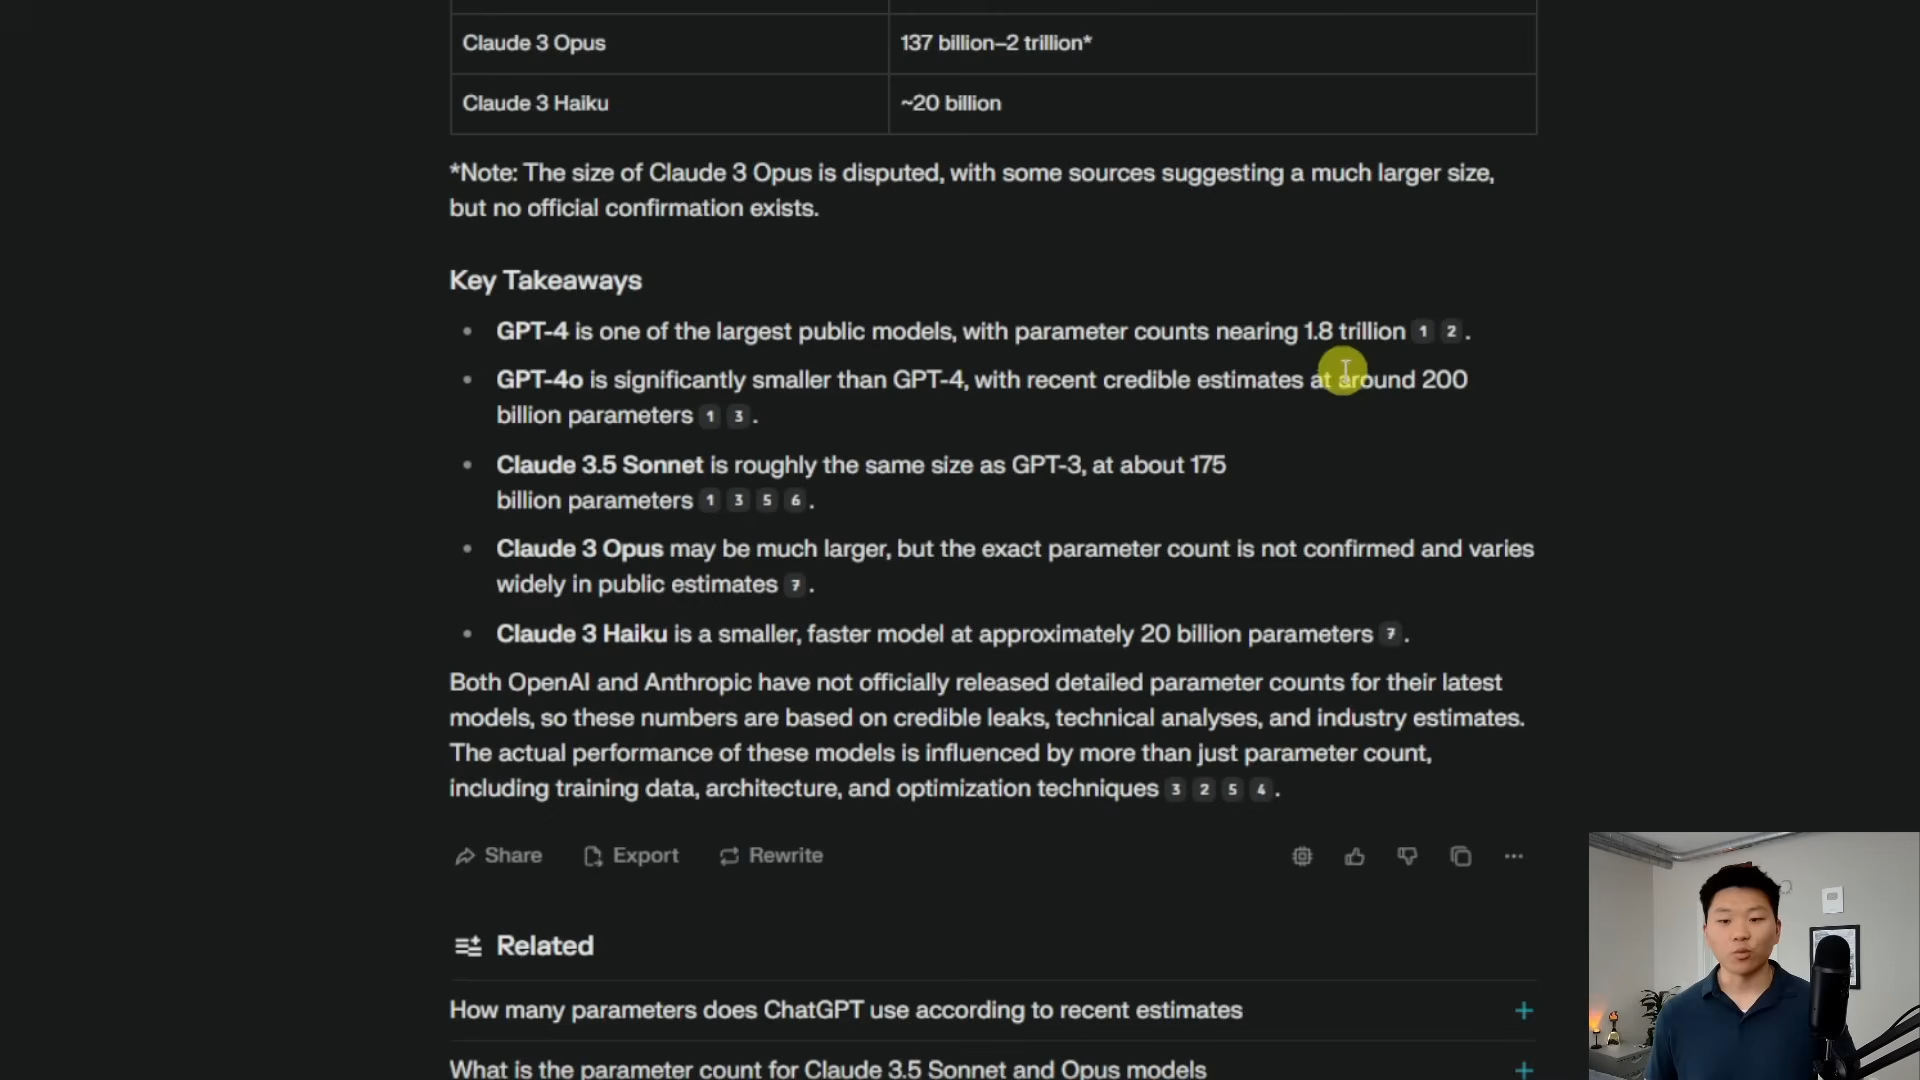 Claude 3 Opus 137 billion–2 trillion*
Claude 3 Haiku ~20 billion
*Note: The size of Claude 3 Opus is disputed, with some sources suggesting a much larger size,
but no official confirmation exists.
Key Takeaways
• GPT-4 is one of the largest public models, with parameter counts nearing 1.8 trillion 1 2 .
• GPT-4o is significantly smaller than GPT-4, with recent credible estimates at around 200
billion parameters 1 3 .
• Claude 3.5 Sonnet is roughly the same size as GPT-3, at about 175
billion parameters 1 3 5 6 .
• Claude 3 Opus may be much larger, but the exact parameter count is not confirmed and varies
widely in public estimates 7 .
• Claude 3 Haiku is a smaller, faster model at approximately 20 billion parameters 7 .
Both OpenAI and Anthropic have not officially released detailed parameter counts for their latest
models, so these numbers are based on credible leaks, technical analyses, and industry estimates.
The actual performance of these models is influenced by more than just parameter count,
including training data, architecture, and optimization techniques 3 2 5 4 .
Share Export Rewrite
Related
How many parameters does ChatGPT use according to recent estimates
What is the parameter count for Claude 3.5 Sonnet and Opus models